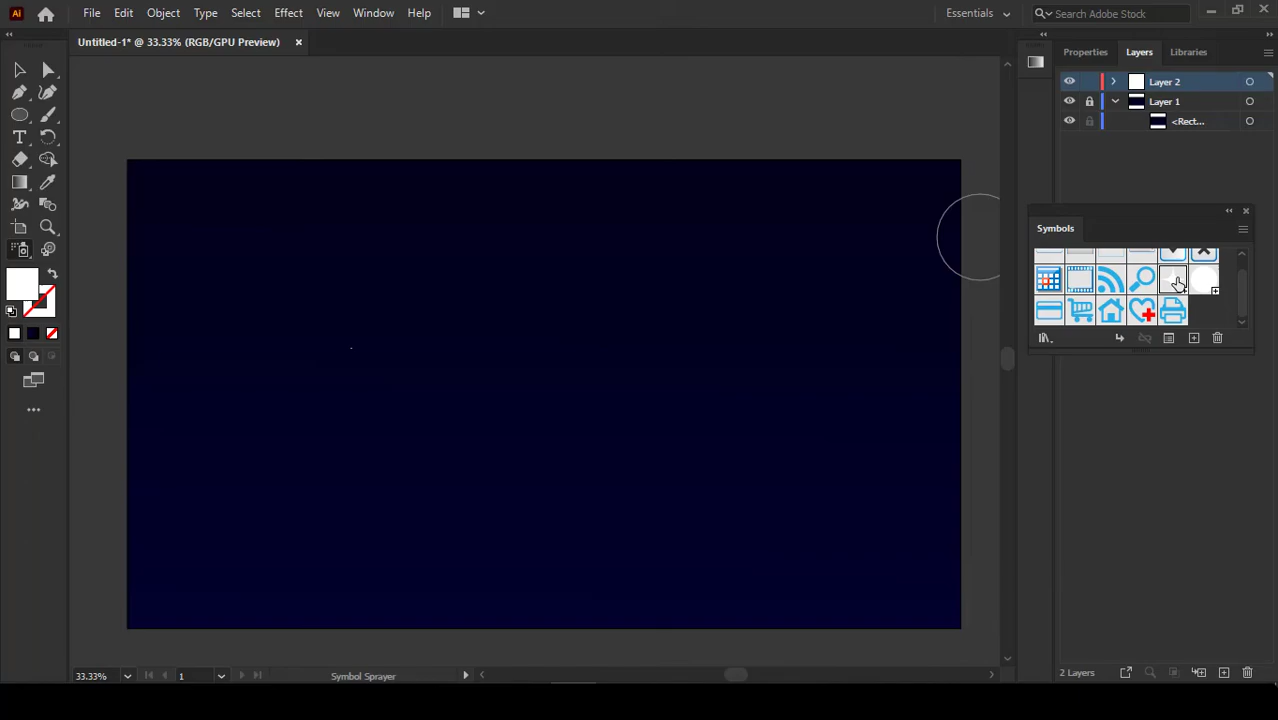 Ai File Edit Object Type Select Effect View Window Help Essentials Search Adobe Stock
Untitled-1* @ 33.33% (RGB/GPU Preview)
Properties Layers Libraries
Layer 2
Layer 1
<Rect...
Symbols
33.33% 1 Symbol Sprayer 2 Layers